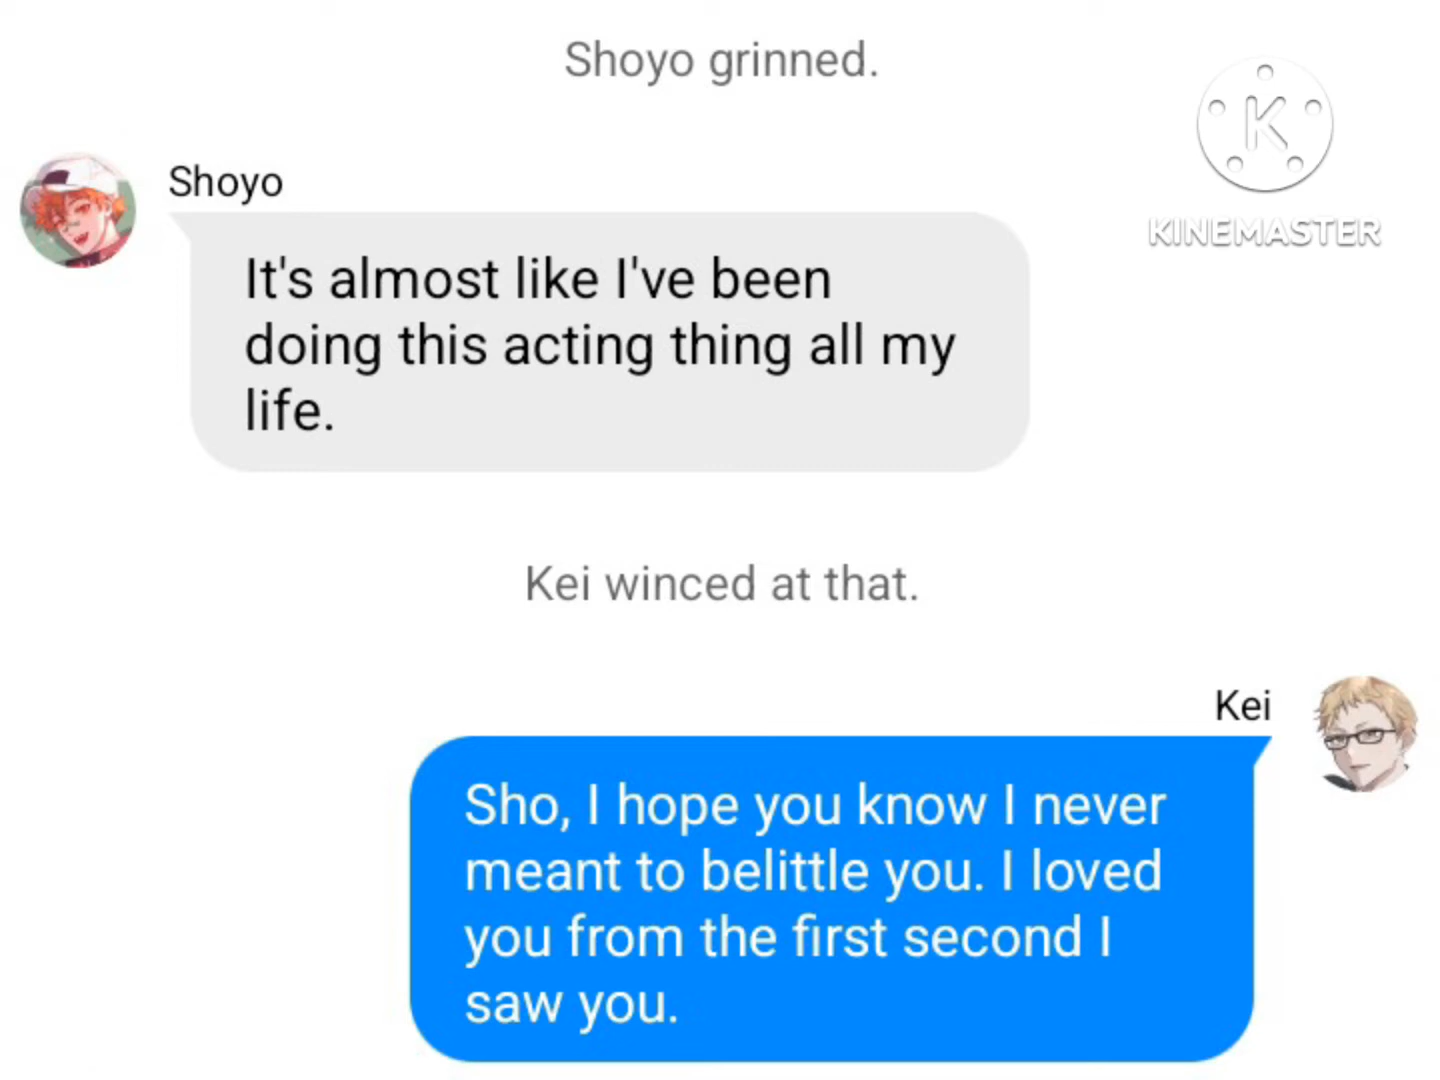 Shoyo grinned.
K
KINEMASTER
Shoyo
It's almost like I've been
doing this acting thing all my
life.
Kei winced at that.
Kei
Sho, I hope you know I never
meant to belittle you. I loved
you from the first second I
saw you.